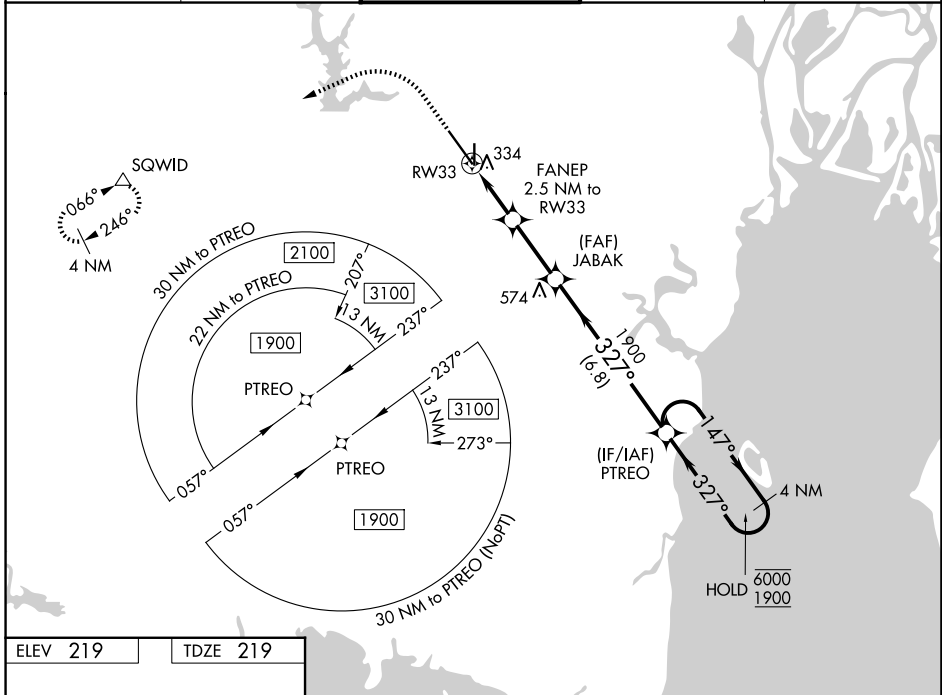 RW33
334
FANEP
2.5 NM to
RW33
SQWID
066°
246°
4 NM
(FAF)
JABAK
574
30 NM to PTREO
2100
207°
22 NM to PTREO
3100
13 NM
237°
1900
PTREO
057°
1900
327°
(6.8)
237°
13 NM
3100
273°
PTREO
057°
1900
30 NM to PTREO (NoPT)
(IF/IAF)
PTREO
147°
327°
4 NM
HOLD
6000
1900
ELEV 219
TDZE 219